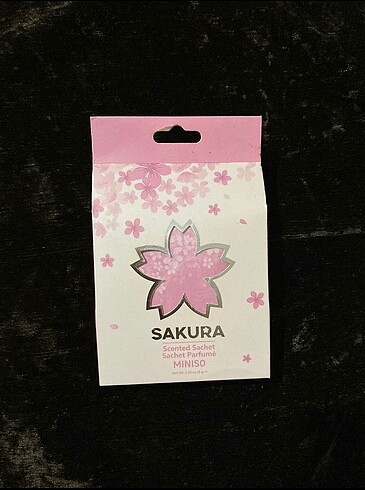 SAKURA
Scented Sachet
Sachet Parfumé
MINISO